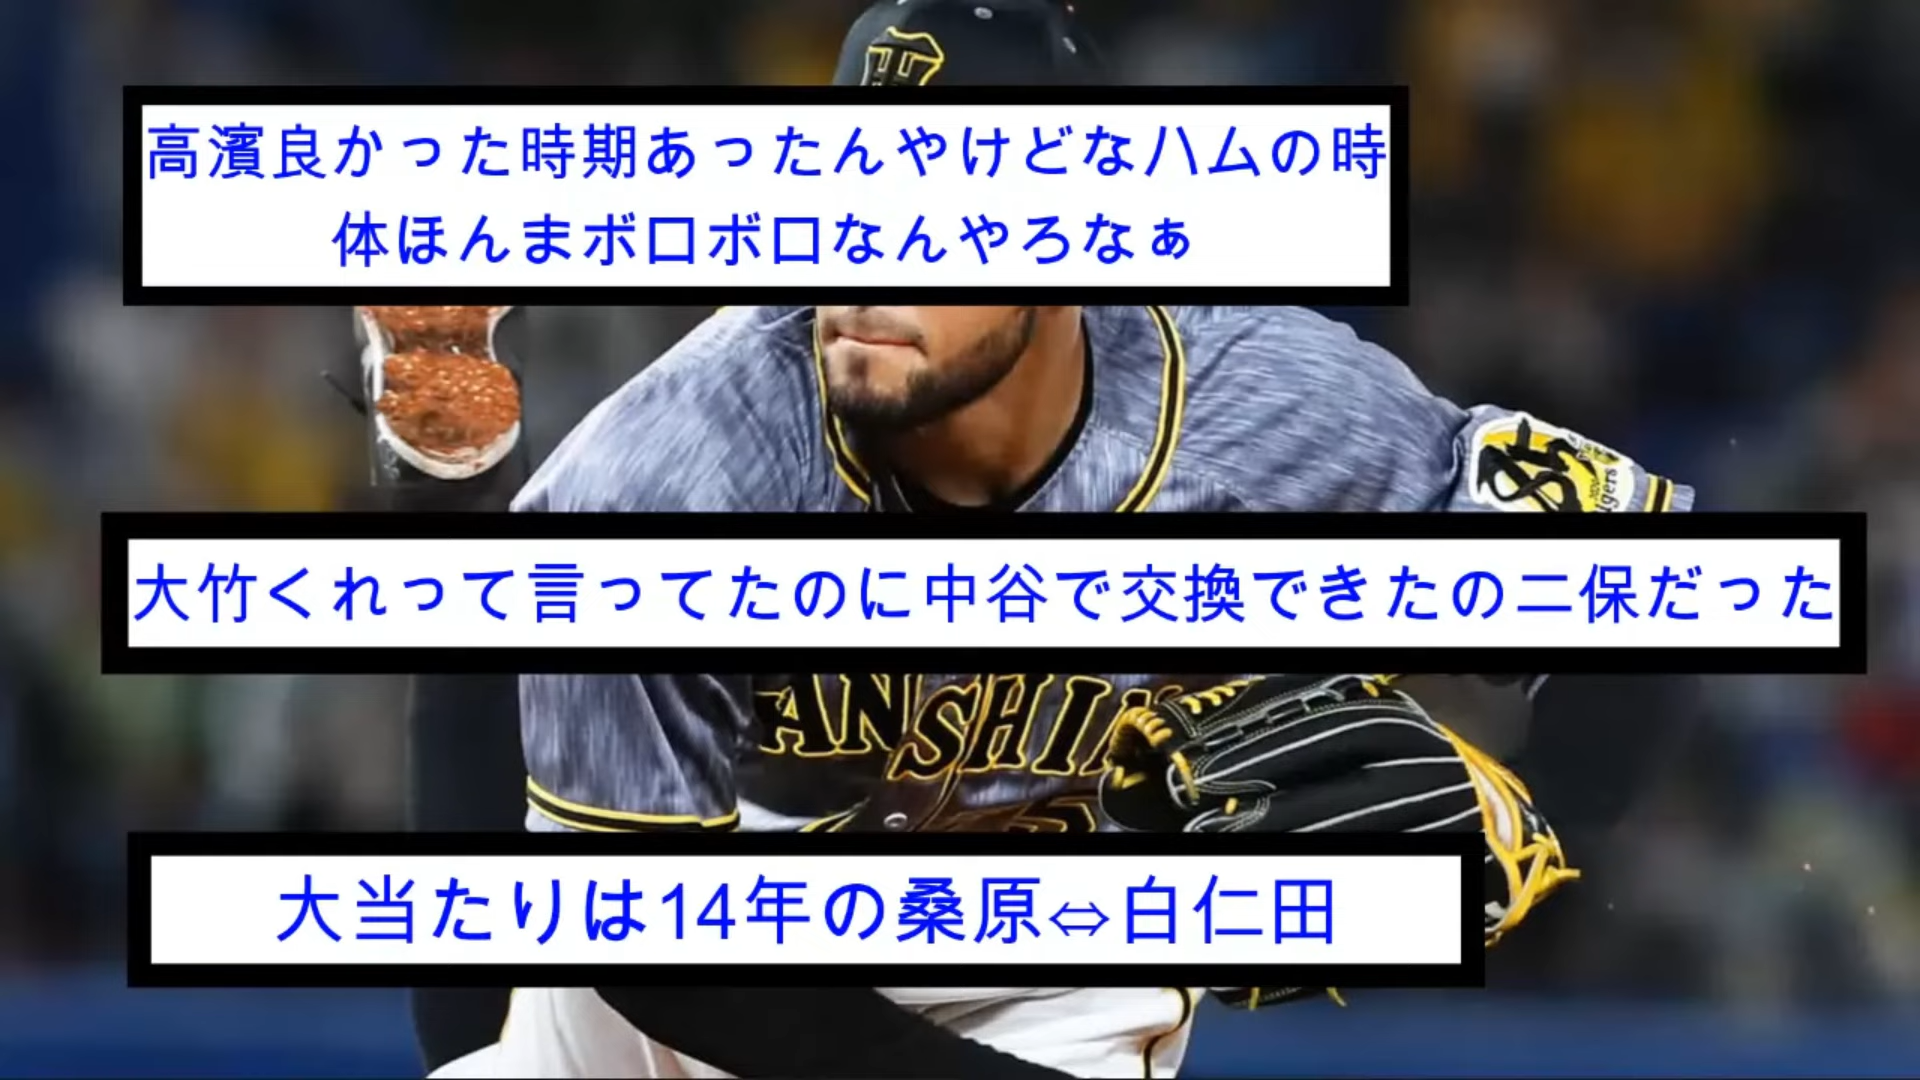 高濱良かった時期あったんやけどなハムの時
体ほんまボロボロなんやろなぁ
大竹くれって言ってたのに中谷で交換できたの二保だった
ANSHIN
大当たりは14年の桑原⇔白仁田